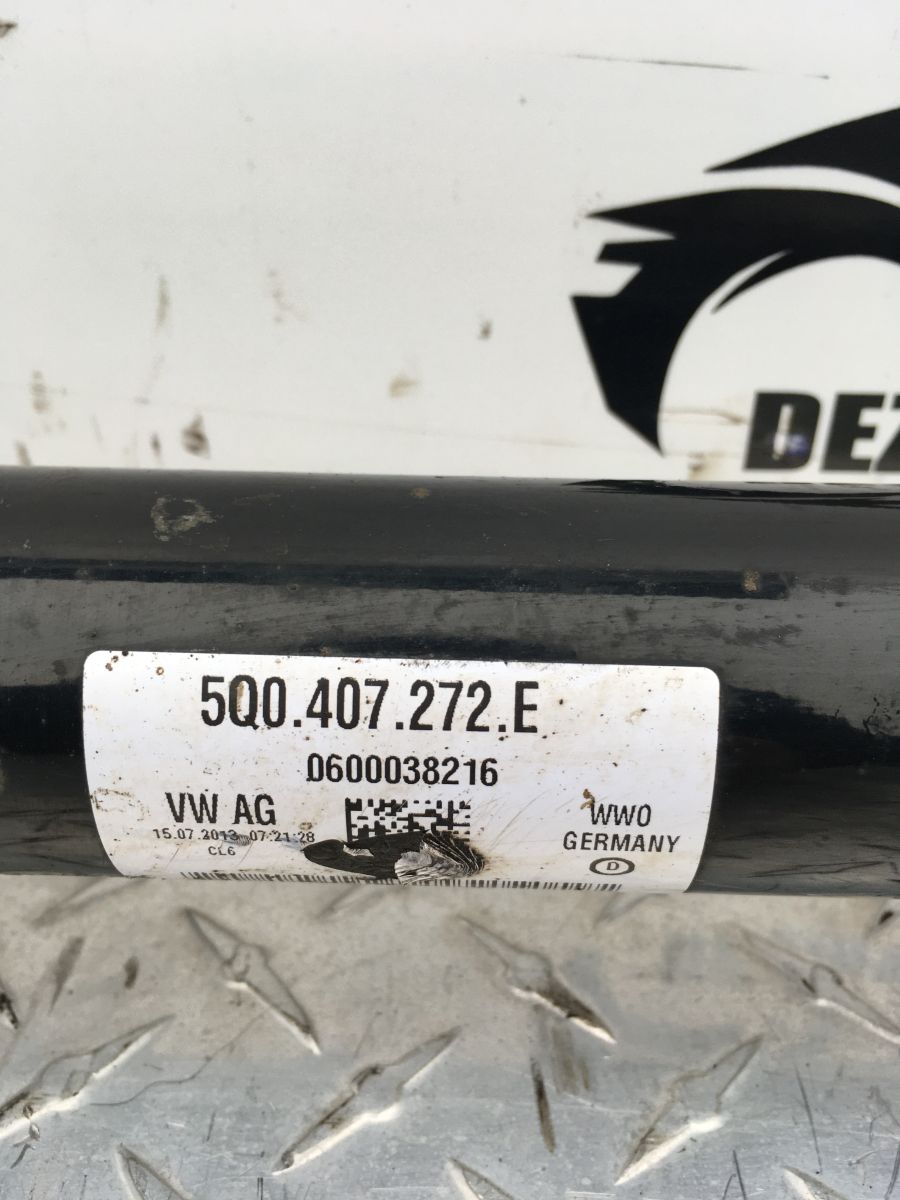 DEZ
5Q0.407.272.E
0600038216
VW AG
15.07.2013 07:21:28
CL6
WWO
GERMANY
D